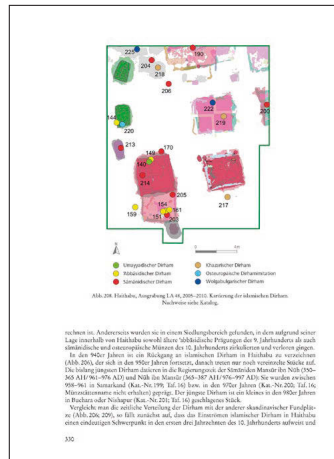 225
190
204
218
206
222
219
200
144
220
213
149
170
140
214
205
159
154
161
151
203
217
Umayyadischer Dirham
'Abbāsidischer Dirham
Sāmānidischer Dirham
Khazarischer Dirham
Osteuropäische Dirhamimitation
Wolgabulgarischer Dirham
Abb. 208. Haithabu, Ausgrabung LA 48, 2005–2010. Kartierung der islamischen Dirham.
Nachweise siehe Katalog.
rechnen ist. Andererseits wurden sie in einem Siedlungsbereich gefunden, in dem aufgrund seiner
Lage innerhalb von Haithabu sowohl ältere 'abbāsidische Prägungen des 9. Jahrhunderts als auch
sāmānidische und osteuropäische Münzen des 10. Jahrhunderts zirkulierten und verloren gingen.
In den 940er Jahren ist ein Rückgang an islamischen Dirham in Haithabu zu verzeichnen
(Abb. 206), der sich in den 950er Jahren fortsetzt, danach treten nur noch vereinzelte Stücke auf.
Die bislang jüngsten Dirham datieren in die Regierungszeit der Sāmāniden Manṣūr ibn Nūḥ (350–
365 AH/961–976 AD) und Nūḥ ibn Manṣūr (365–387 AH/976–997 AD): Sie wurden zwischen
958–961 in Samarkand (Kat.-Nr. 199; Taf. 16) bzw. in den 970er Jahren (Kat.-Nr. 200; Taf. 16;
Münzstättenname nicht erhalten) geprägt. Der jüngste Dirham ist ein kleines in den 980er Jahren
in Buchara oder Nishapur (Kat.-Nr. 201; Taf. 16) geschlagenes Stück.
Vergleicht man die zeitliche Verteilung der Dirham mit der anderer skandinavischer Fundplät-
ze (Abb. 206; 209), so fällt zunächst auf, dass das Einströmen islamischer Dirham in Haithabu
einen eindeutigen Schwerpunkt in den ersten drei Jahrzehnten des 10. Jahrhunderts aufweist und
330